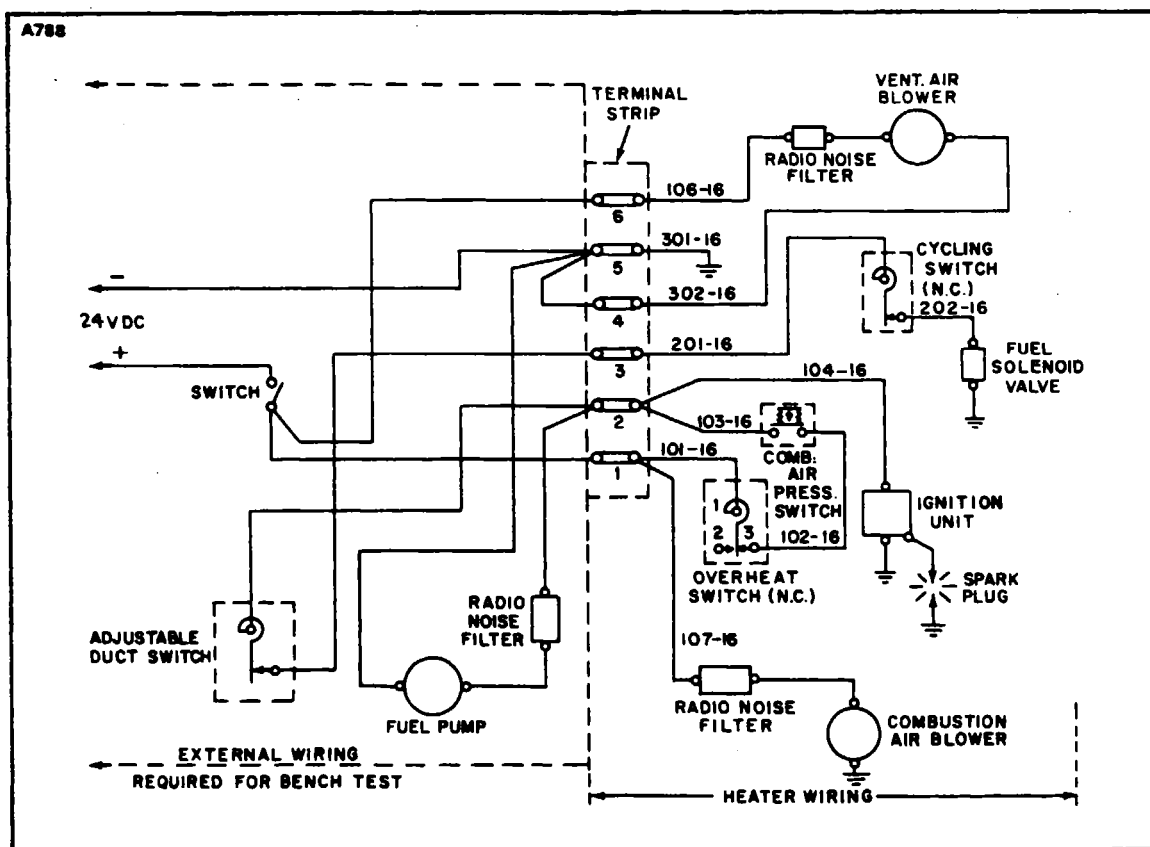 A788
TERMINAL
STRIP
VENT. AIR
BLOWER
RADIO NOISE
FILTER
106-16
6
301-16
5
302-16
4
201-16
3
CYCLING
SWITCH
(N.C.)
202-16
FUEL
SOLENOID
VALVE
-
24 VDC
+
SWITCH
104-16
2
103-16
COMB:
AIR
PRESS.
SWITCH
101-16
1
1
2
3
102-16
OVERHEAT
SWITCH (N.C.)
IGNITION
UNIT
SPARK
PLUG
ADJUSTABLE
DUCT SWITCH
RADIO
NOISE
FILTER
FUEL PUMP
107-16
RADIO NOISE
FILTER
COMBUSTION
AIR BLOWER
EXTERNAL WIRING
REQUIRED FOR BENCH TEST
HEATER WIRING